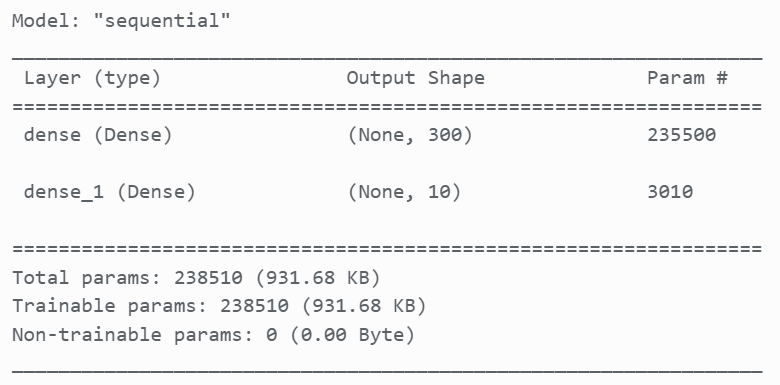 Model: "sequential"
_________________________________________________________________
Layer (type) Output Shape Param #
=================================================================
dense (Dense) (None, 300) 235500
dense_1 (Dense) (None, 10) 3010
=================================================================
Total params: 238510 (931.68 KB)
Trainable params: 238510 (931.68 KB)
Non-trainable params: 0 (0.00 Byte)
_________________________________________________________________